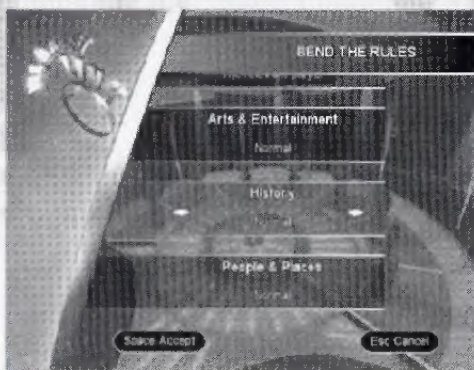 BEND THE RULES
Arts & Entertainment
Normal
History
Normal
People & Places
Normal
Space Accept
Esc Cancel